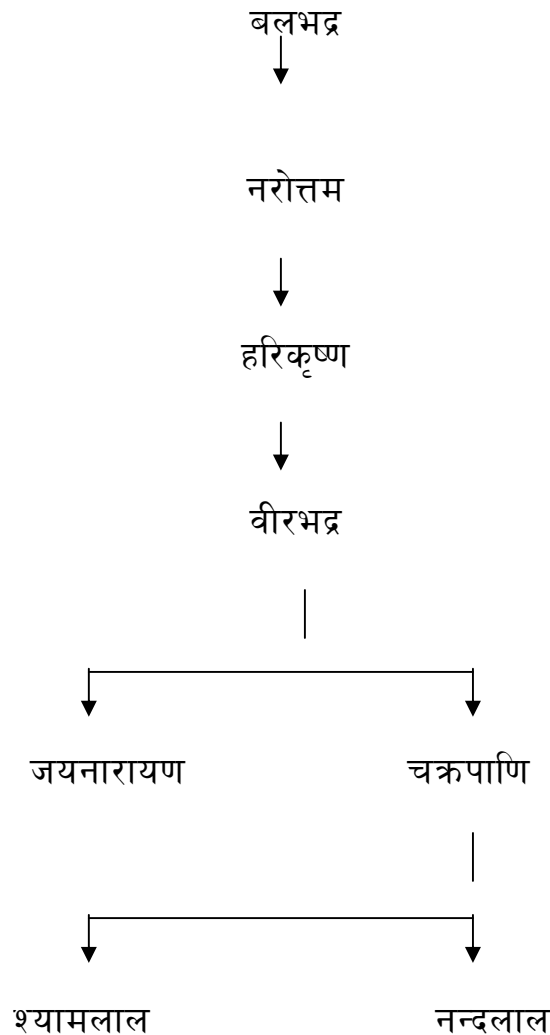 बलभद्र
नरोत्तम
हरिकृष्ण
वीरभद्र
जयनारायण चक्रपाणि
श्यामलाल नन्दलाल